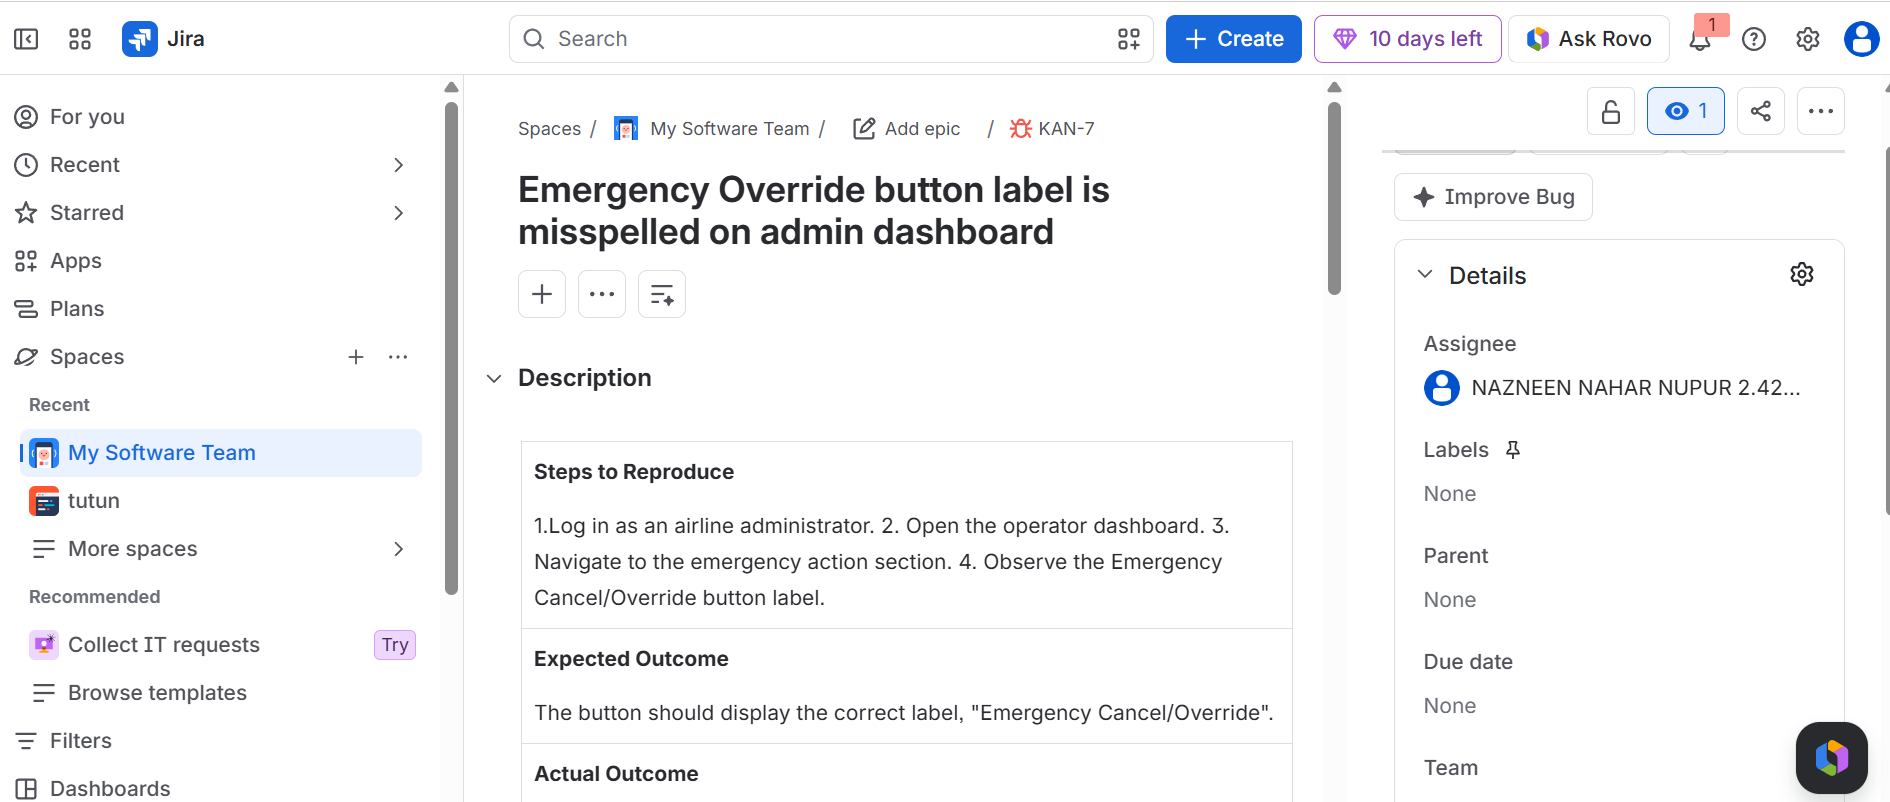 Jira
Search
Create
10 days left
Ask Rovo
1
For you
Recent
Starred
Apps
Plans
Spaces
Recent
My Software Team
tutun
More spaces
Recommended
Collect IT requests
Try
Browse templates
Filters
Dashboards
Spaces / My Software Team / Add epic / KAN-7
Emergency Override button label is
misspelled on admin dashboard
Description
Steps to Reproduce
1.Log in as an airline administrator. 2. Open the operator dashboard. 3.
Navigate to the emergency action section. 4. Observe the Emergency
Cancel/Override button label.
Expected Outcome
The button should display the correct label, "Emergency Cancel/Override".
Actual Outcome
1
Improve Bug
Details
Assignee
NAZNEEN NAHAR NUPUR 2.42...
Labels
None
Parent
None
Due date
None
Team